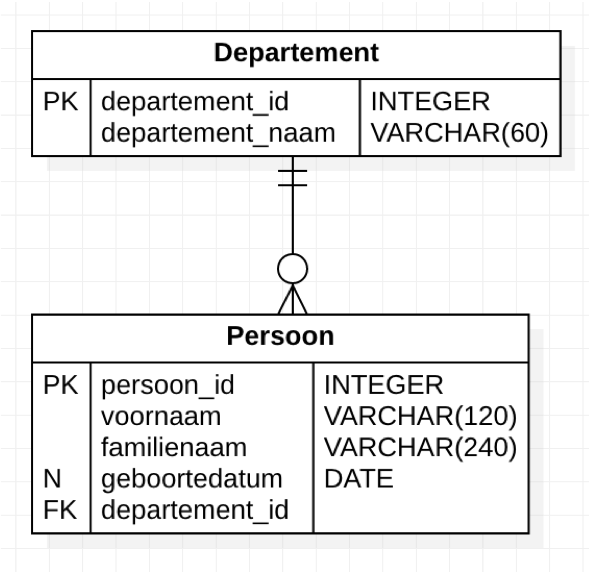 Departement
PK departement_id INTEGER
departement_naam VARCHAR(60)
Persoon
PK persoon_id INTEGER
voornaam VARCHAR(120)
familienaam VARCHAR(240)
N geboortedatum DATE
FK departement_id